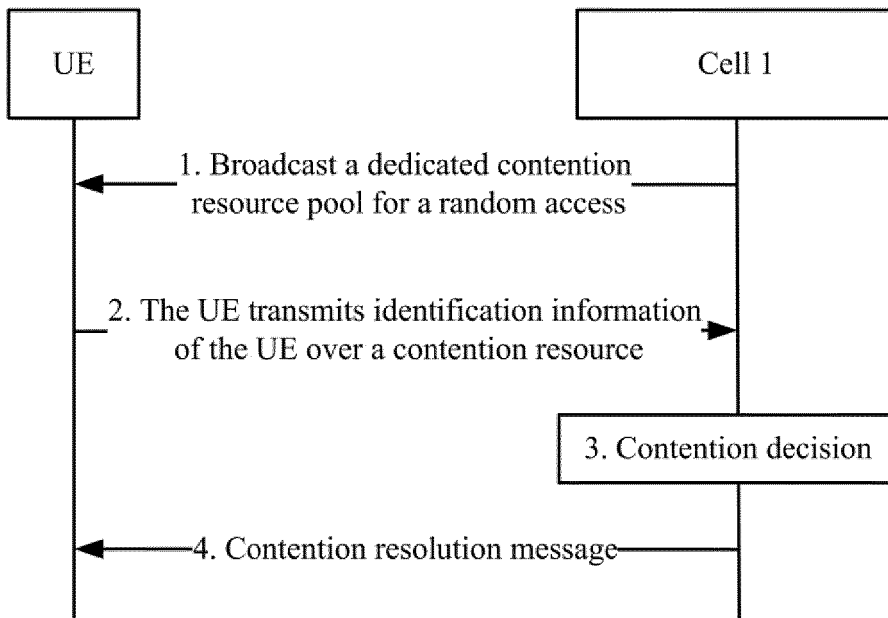 UE
Cell 1
1. Broadcast a dedicated contention
resource pool for a random access
2. The UE transmits identification information
of the UE over a contention resource
3. Contention decision
4. Contention resolution message